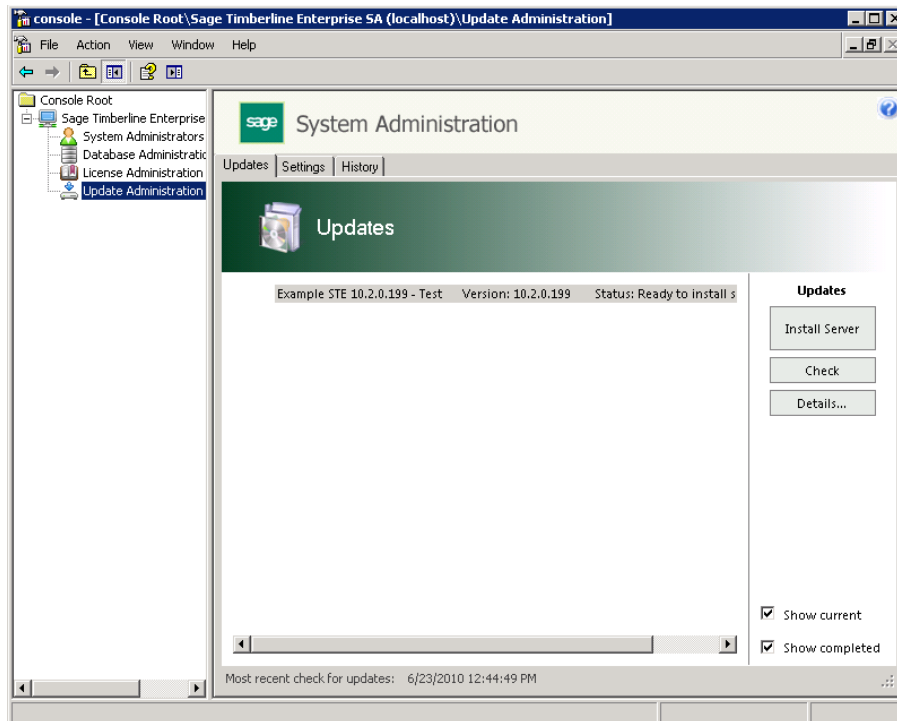 console - [Console Root\Sage Timberline Enterprise SA (localhost)\Update Administration]
File Action View Window Help
Console Root
Sage Timberline Enterprise
System Administrators
Database Administratic
License Administration
Update Administration
sage System Administration
Updates Settings History
Updates
Example STE 10.2.0.199 - Test Version: 10.2.0.199 Status: Ready to install s
Updates
Install Server
Check
Details...
Show current
Show completed
Most recent check for updates: 6/23/2010 12:44:49 PM